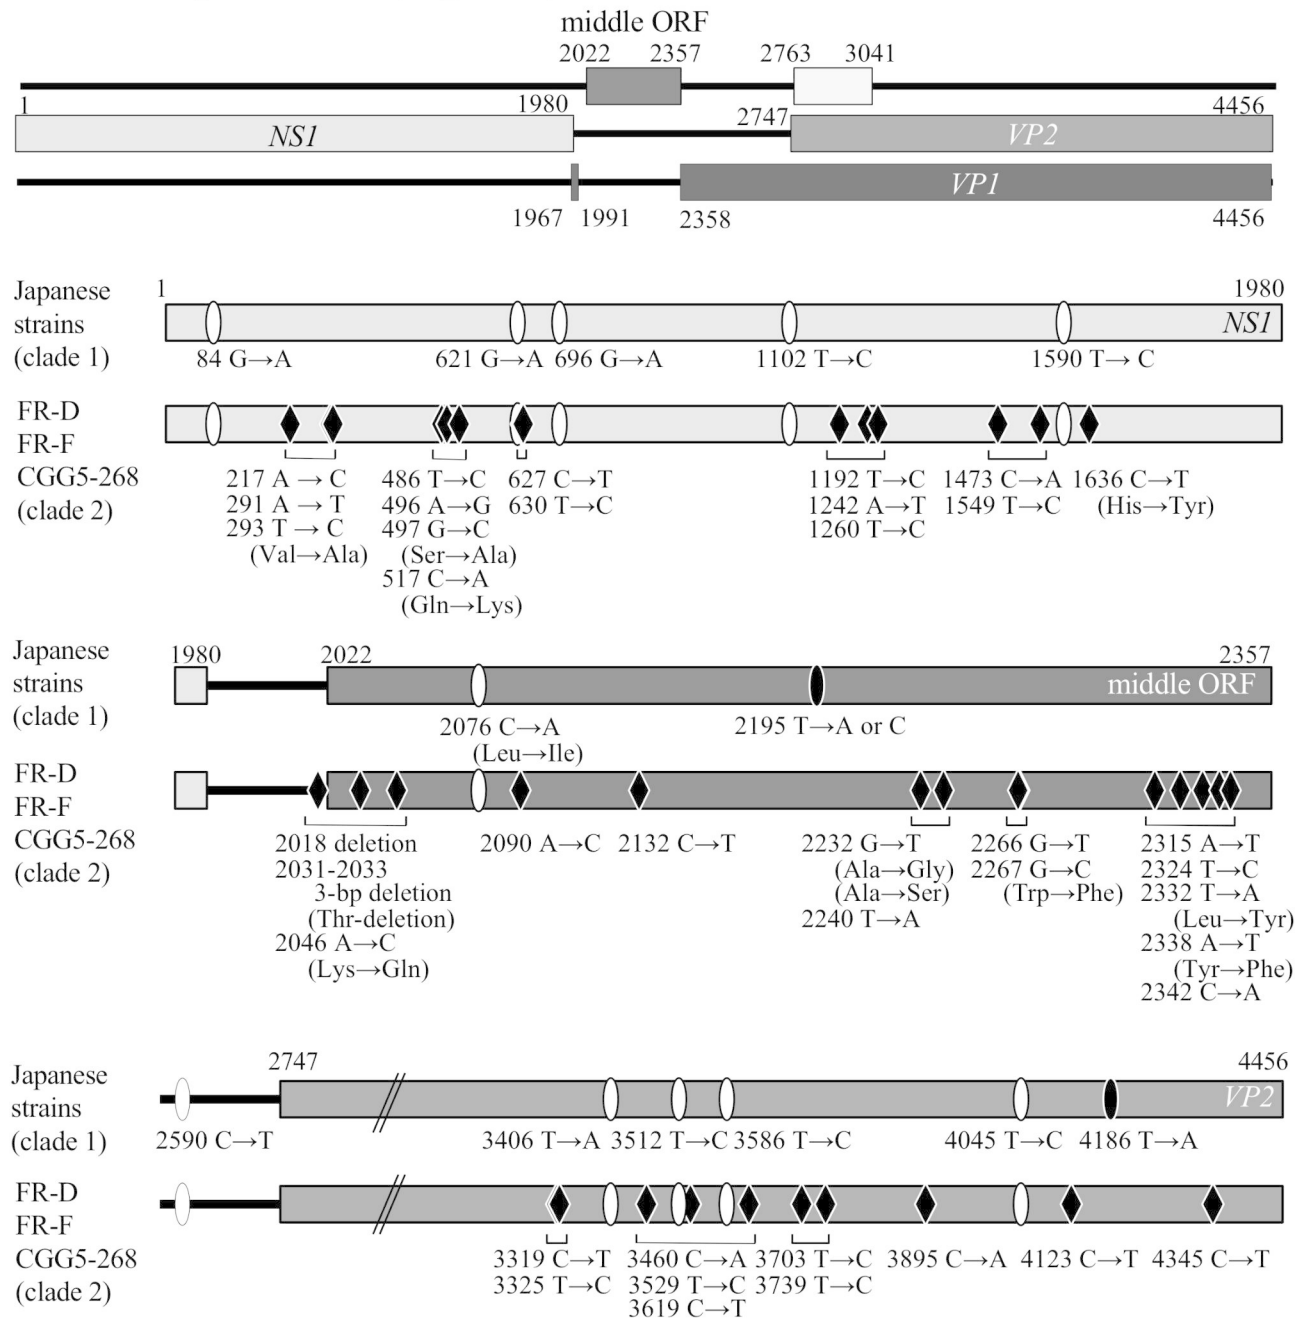 middle ORF
2022 2357 2763 3041
1 1980 2747 4456
NS1 VP2
VP1
1967 1991 2358 4456
Japanese
strains
(clade 1)
1 1980
NS1
84 G→A 621 G→A 696 G→A 1102 T→C 1590 T→ C
FR-D
FR-F
CGG5-268
(clade 2)
217 A → C
291 A → T
293 T → C
(Val→Ala)
486 T→C
496 A→G
497 G→C
(Ser→Ala)
517 C→A
(Gln→Lys)
627 C→T
630 T→C
1192 T→C
1242 A→T
1260 T→C
1473 C→A
1549 T→C
1636 C→T
(His→Tyr)
Japanese
strains
(clade 1)
1980 2022 2357
middle ORF
2076 C→A
(Leu→Ile)
2195 T→A or C
FR-D
FR-F
CGG5-268
(clade 2)
2018 deletion
2031-2033
3-bp deletion
(Thr-deletion)
2046 A→C
(Lys→Gln)
2090 A→C
2132 C→T
2232 G→T
(Ala→Gly)
(Ala→Ser)
2240 T→A
2266 G→T
2267 G→C
(Trp→Phe)
2315 A→T
2324 T→C
2332 T→A
(Leu→Tyr)
2338 A→T
(Tyr→Phe)
2342 C→A
Japanese
strains
(clade 1)
2747 4456
VP2
2590 C→T 3406 T→A 3512 T→C 3586 T→C 4045 T→C 4186 T→A
FR-D
FR-F
CGG5-268
(clade 2)
3319 C→T
3325 T→C
3460 C→A
3529 T→C
3619 C→T
3703 T→C
3739 T→C
3895 C→A
4123 C→T
4345 C→T